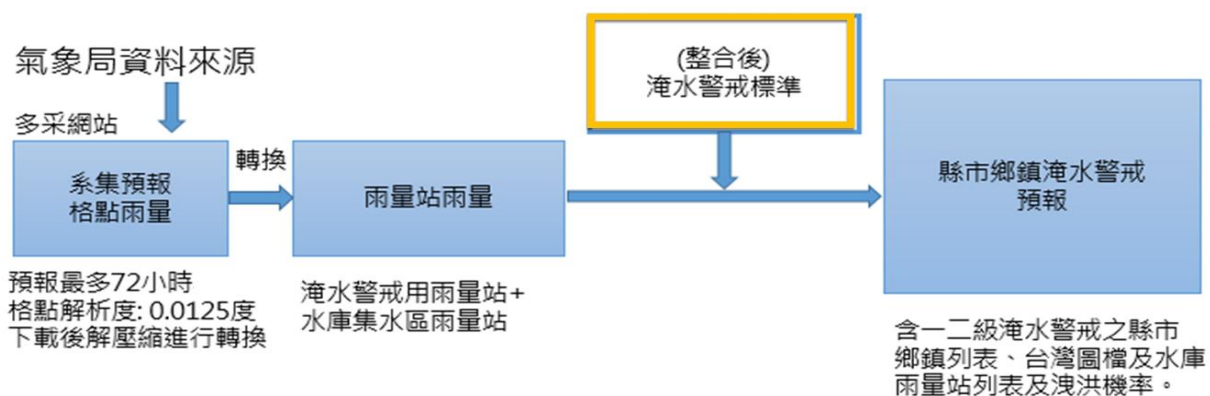 氣象局資料來源
多采網站
系集預報
格點雨量
預報最多72小時
格點解析度: 0.0125度
下載後解壓縮進行轉換
轉換
雨量站雨量
淹水警戒用雨量站+
水庫集水區雨量站
(整合後)
淹水警戒標準
縣市鄉鎮淹水警戒
預報
含一二級淹水警戒之縣市
鄉鎮列表、台灣圖檔及水庫
雨量站列表及洩洪機率。